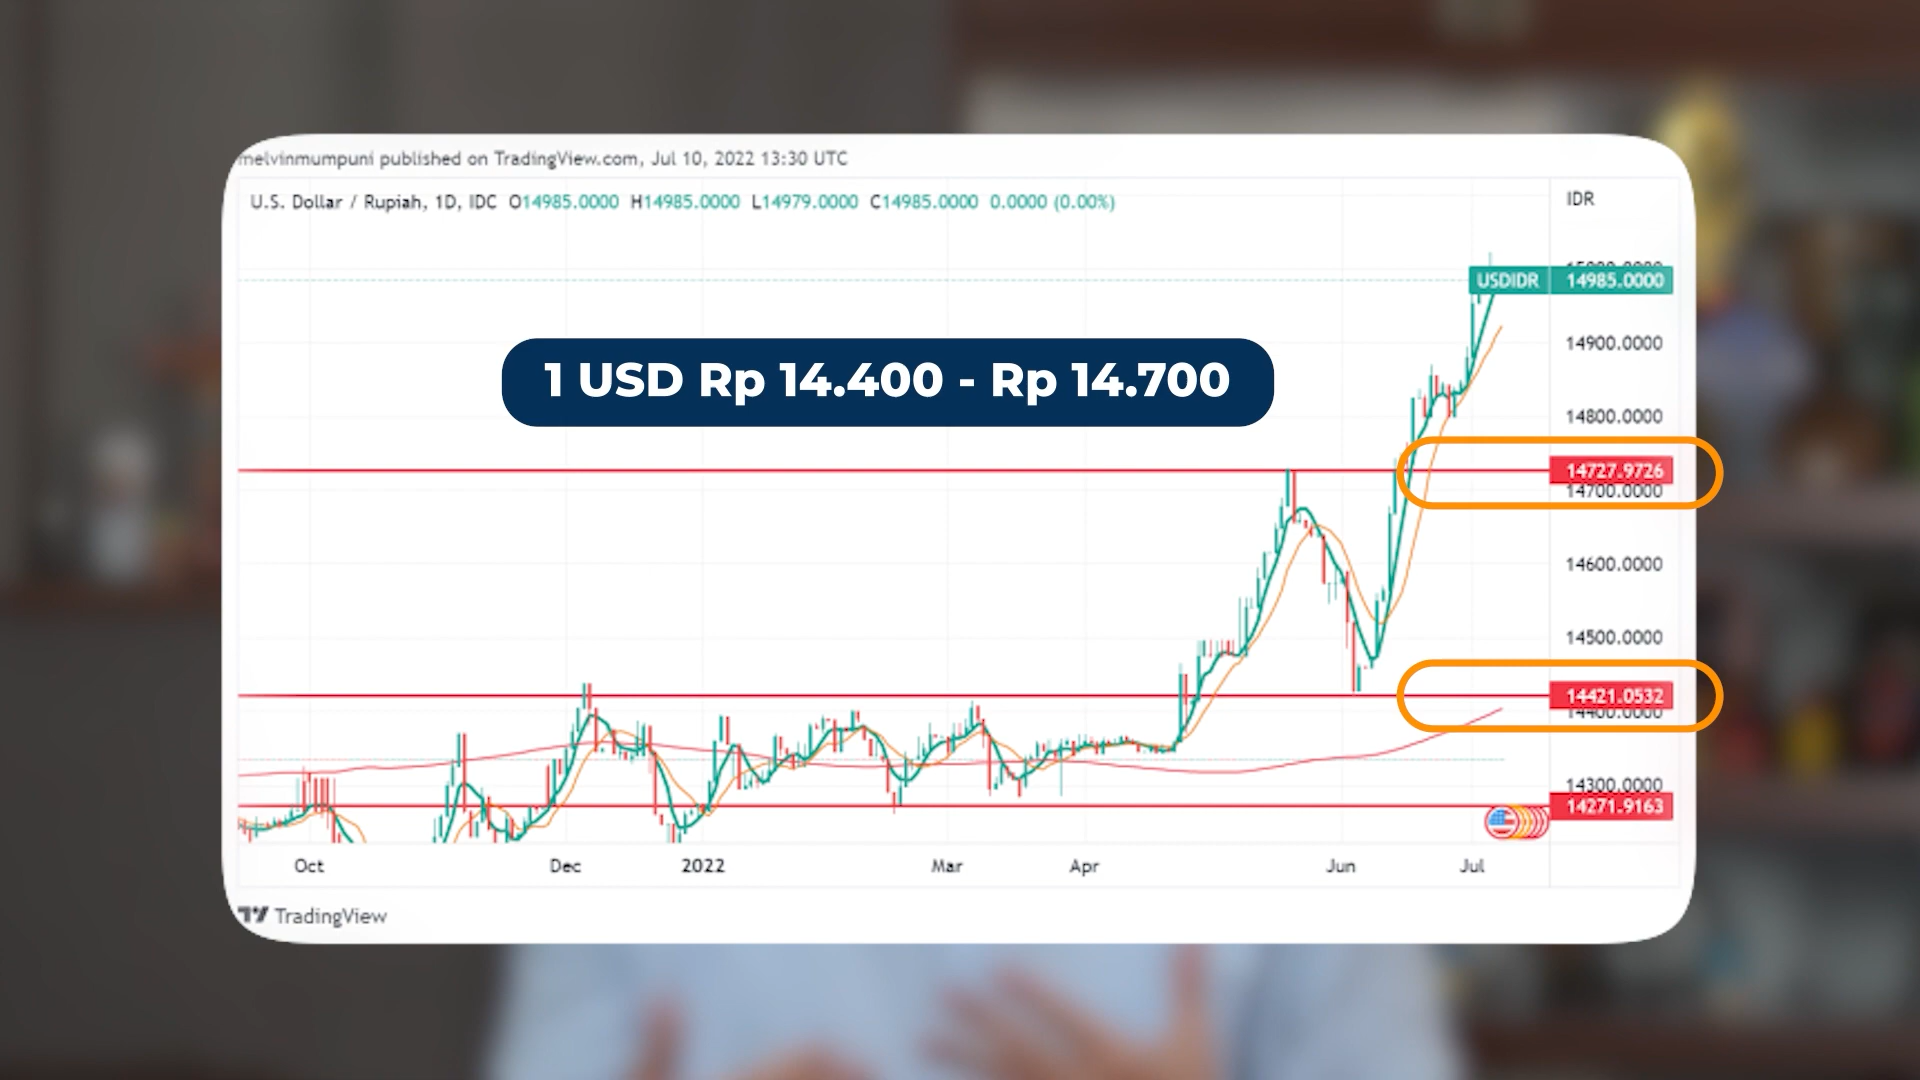 melvinmumpuni published on TradingView.com, Jul 10, 2022 13:30 UTC
U.S. Dollar / Rupiah, 1D, IDC O14985.0000 H14985.0000 L14979.0000 C14985.0000 0.0000 (0.00%)
IDR
USDIDR 14985.0000
14900.0000
1 USD Rp 14.400 - Rp 14.700
14800.0000
14727.9726
14700.0000
14600.0000
14500.0000
14421.0532
14400.0000
14300.0000
14271.9163
Oct Dec 2022 Mar Apr Jun Jul
TradingView